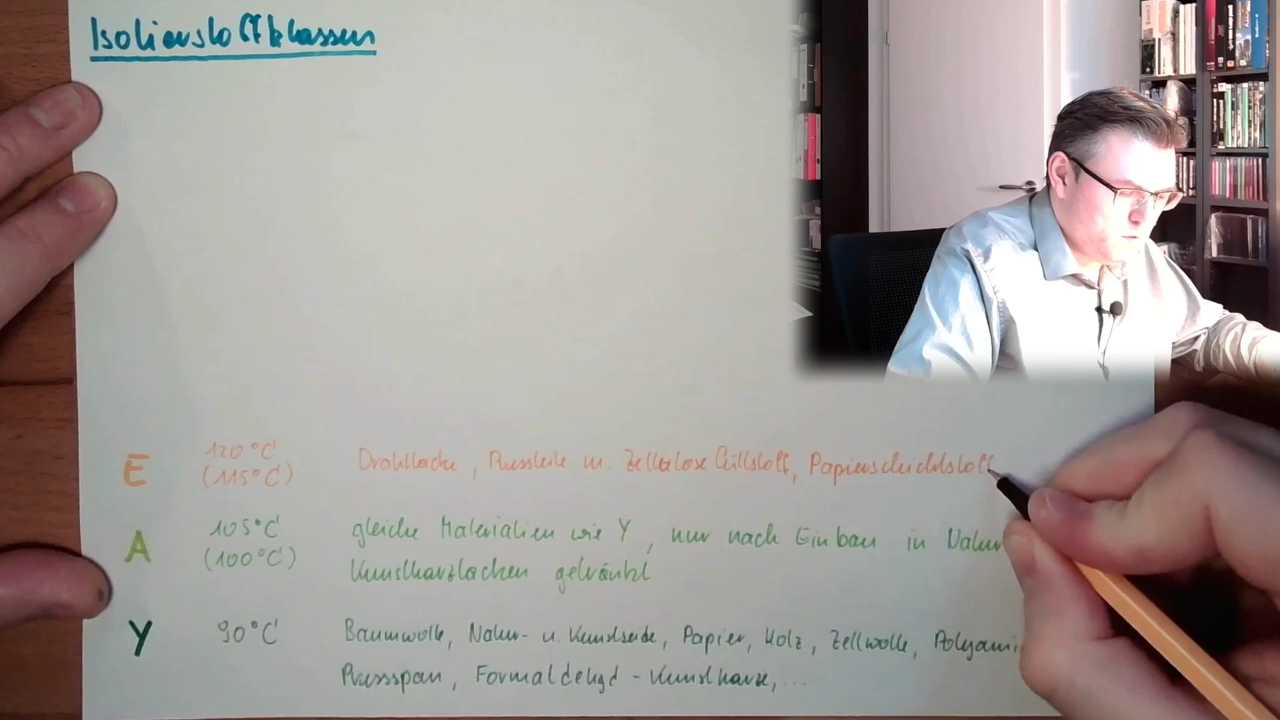 Isolierstoffklassen
E 120°C (115°C) Drahtlacke, Pressteile m. Zellulose Füllstoff, Papierschichtstoff
A 105°C (100°C) gleiche Materialien wie Y, nur nach Einbau in Natur
Kunstharzlacken getränkt
Y 90°C Baumwolle, Natur- u. Kunstseide, Papier, Holz, Zellwolle, Polyami
Pressspan, Formaldehyd - Kunstharze, ...